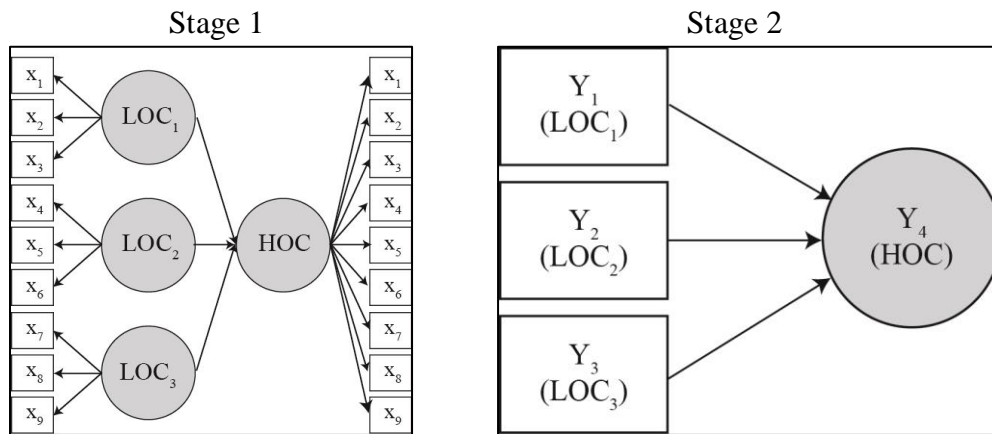 Stage 1
Stage 2
x₁
x₂
x₃
x₄
x₅
x₆
x₇
x₈
x₉
LOC₁
LOC₂
LOC₃
HOC
x₁
x₂
x₃
x₄
x₅
x₆
x₇
x₈
x₉
Y₁
(LOC₁)
Y₂
(LOC₂)
Y₃
(LOC₃)
Y₄
(HOC)